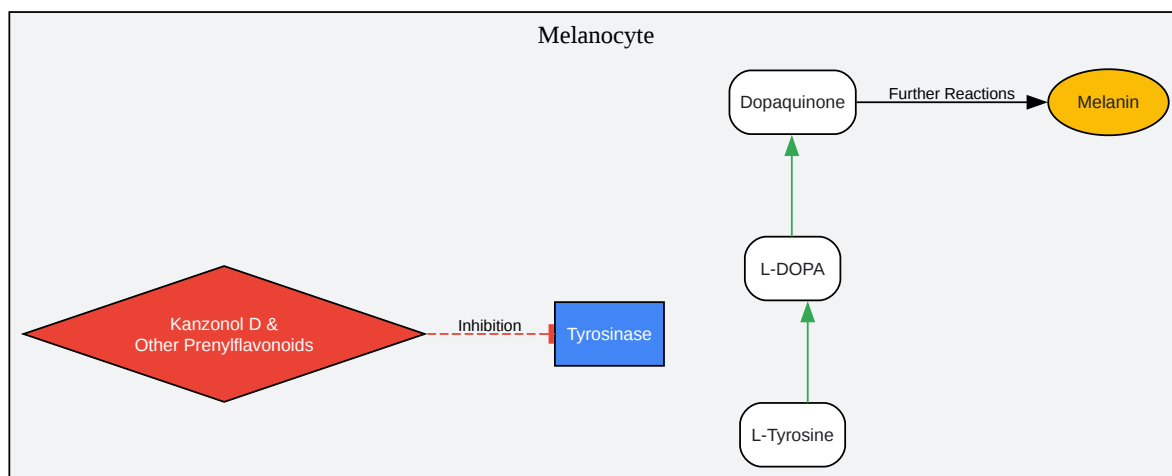 Melanocyte
Dopaquinone
Further Reactions
Melanin
L-DOPA
Kanzonol D &
Other Prenylflavonoids
Inhibition
Tyrosinase
L-Tyrosine